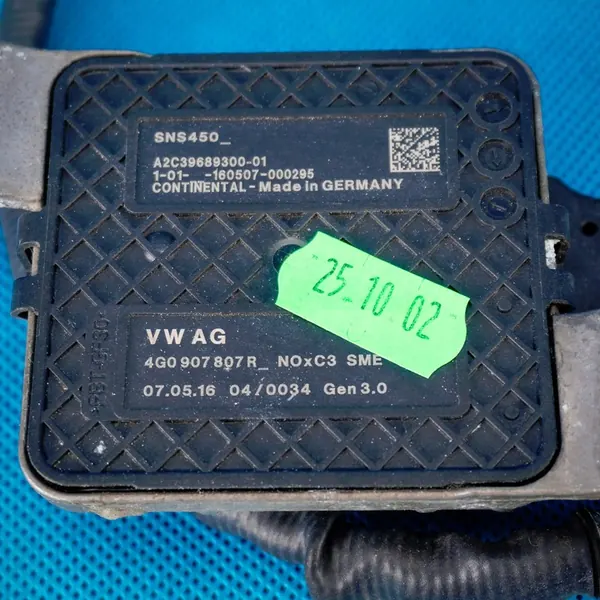 SNS450_
A2C39689300-01
1-01- -160507-000295
CONTINENTAL - Made in GERMANY
25 10 02
VW AG
4G0 907 807 R_ NOxC3 SME
07.05.16 04/0034 Gen 3.0